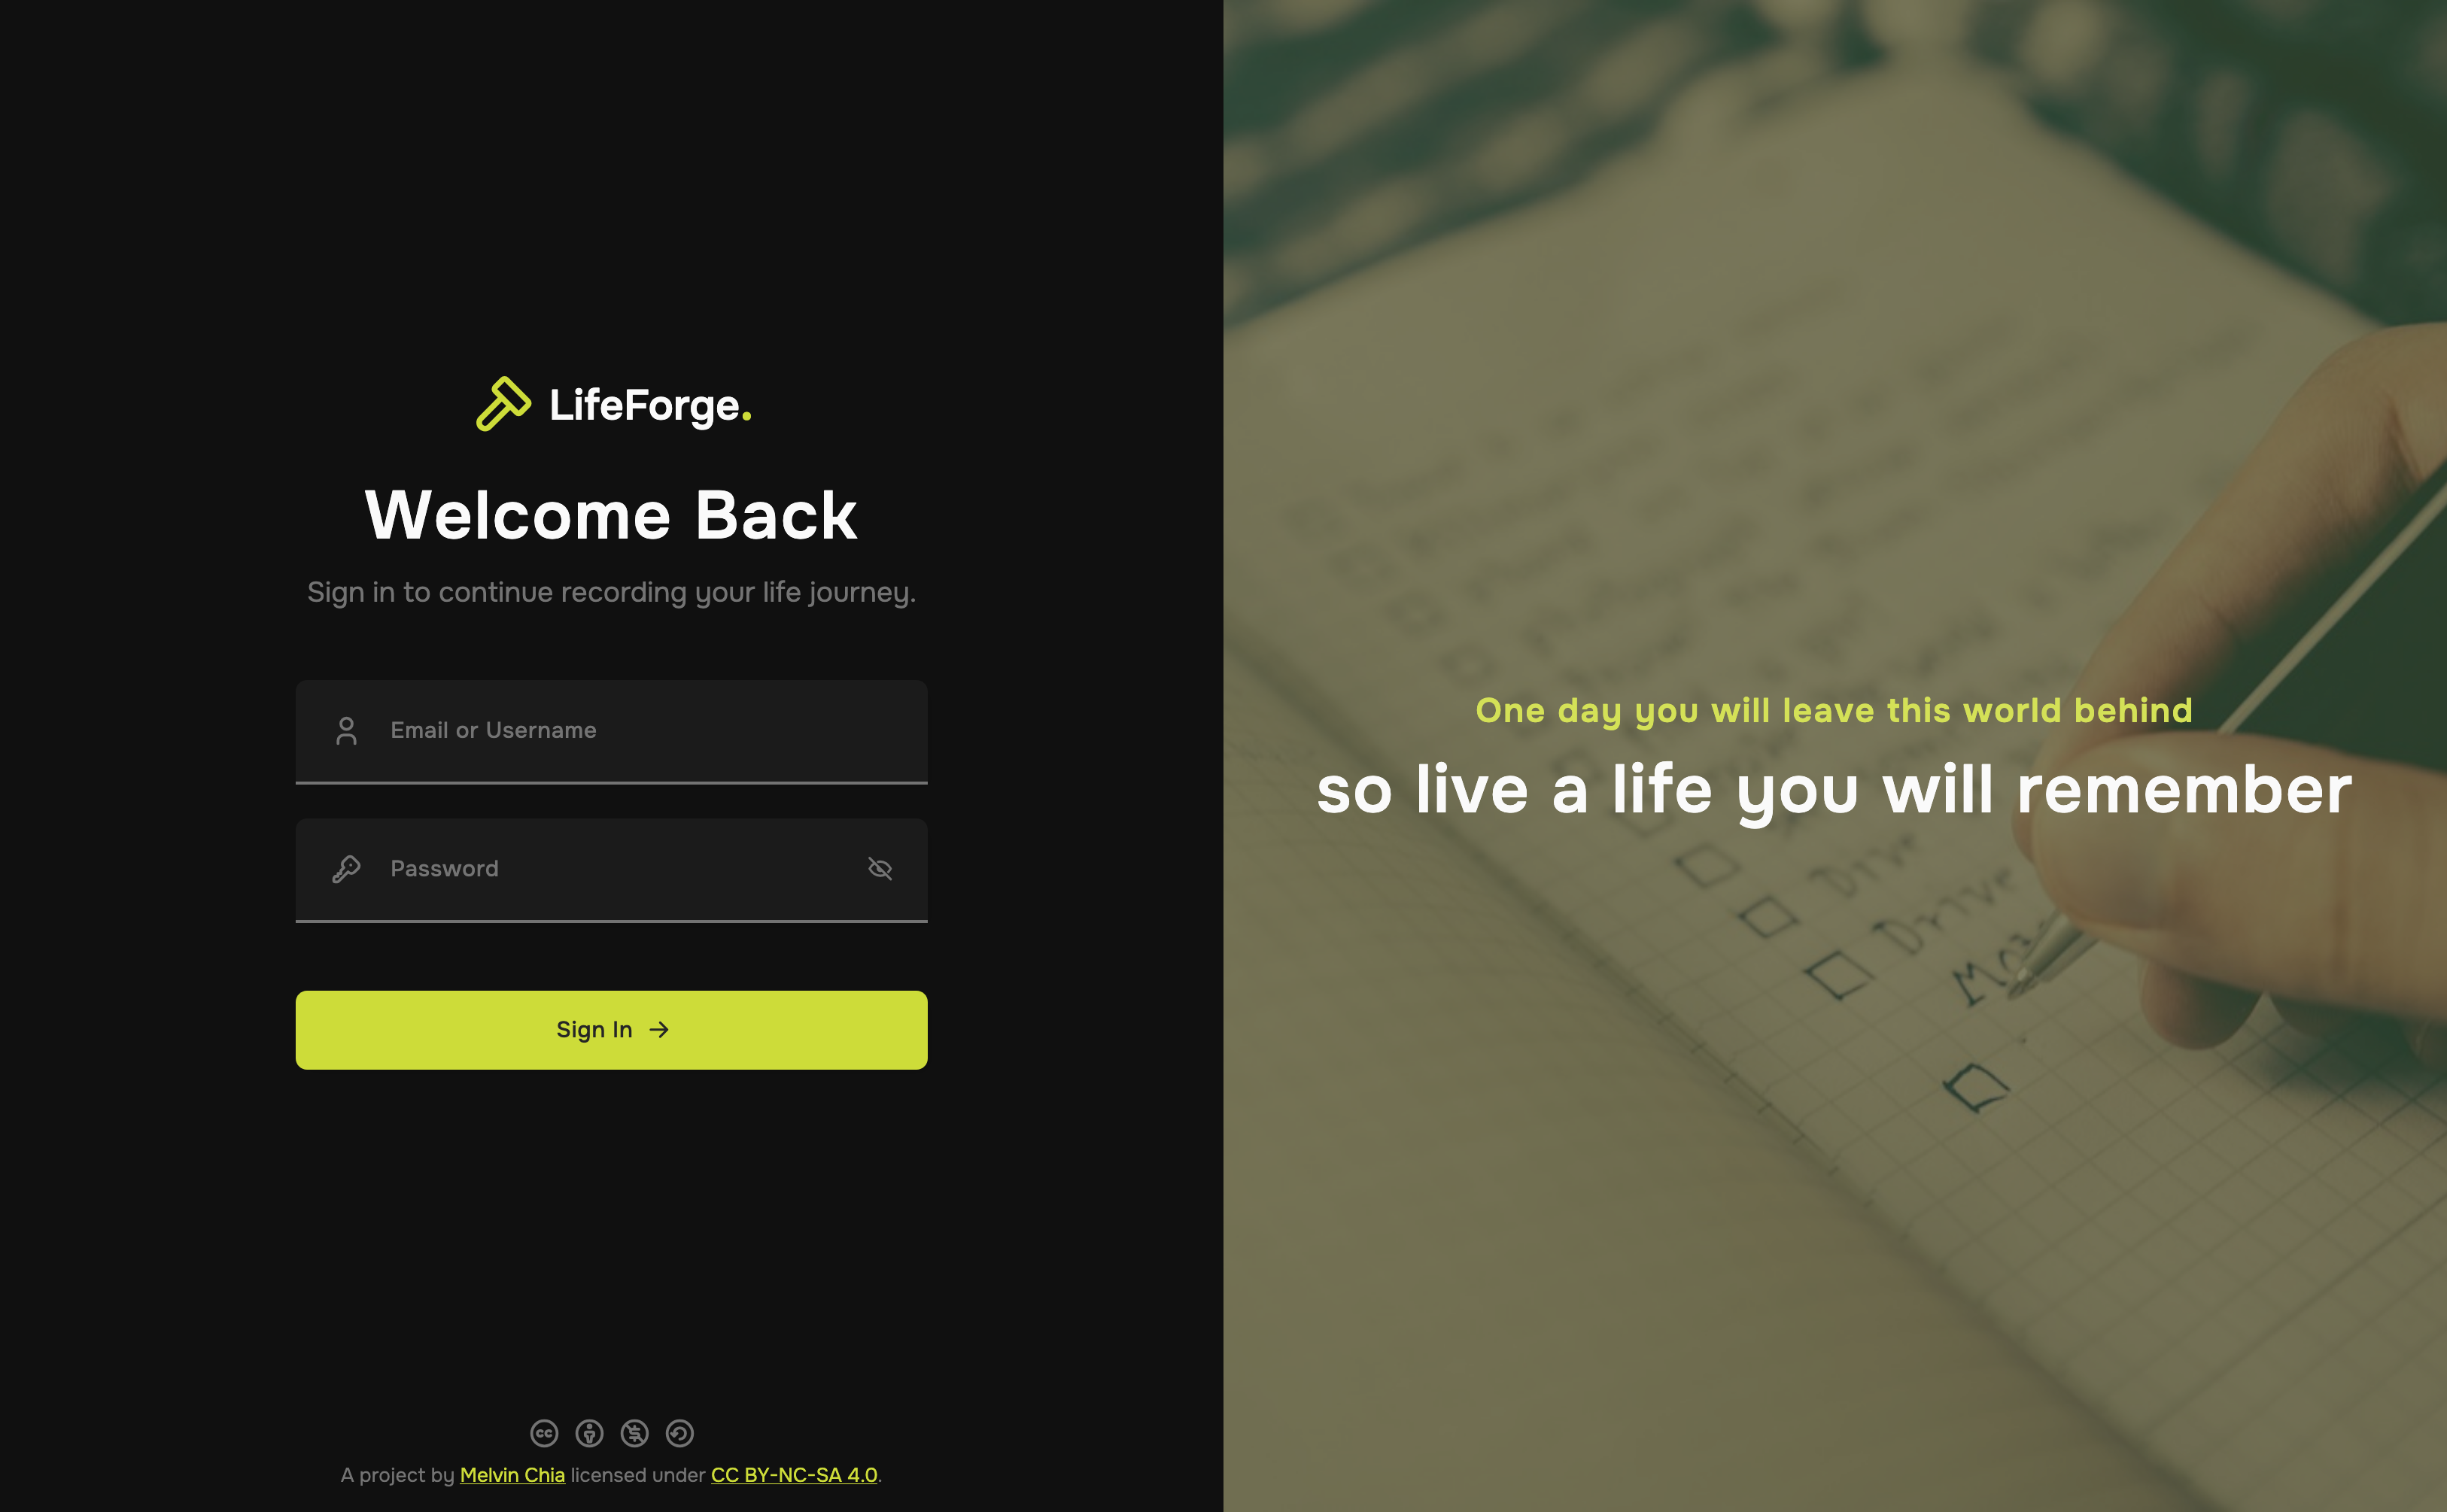 LifeForge.
Welcome Back
Sign in to continue recording your life journey.
Email or Username
Password
Sign In →
A project by Melvin Chia licensed under CC BY-NC-SA 4.0.
One day you will leave this world behind
so live a life you will remember
Drive
Drive